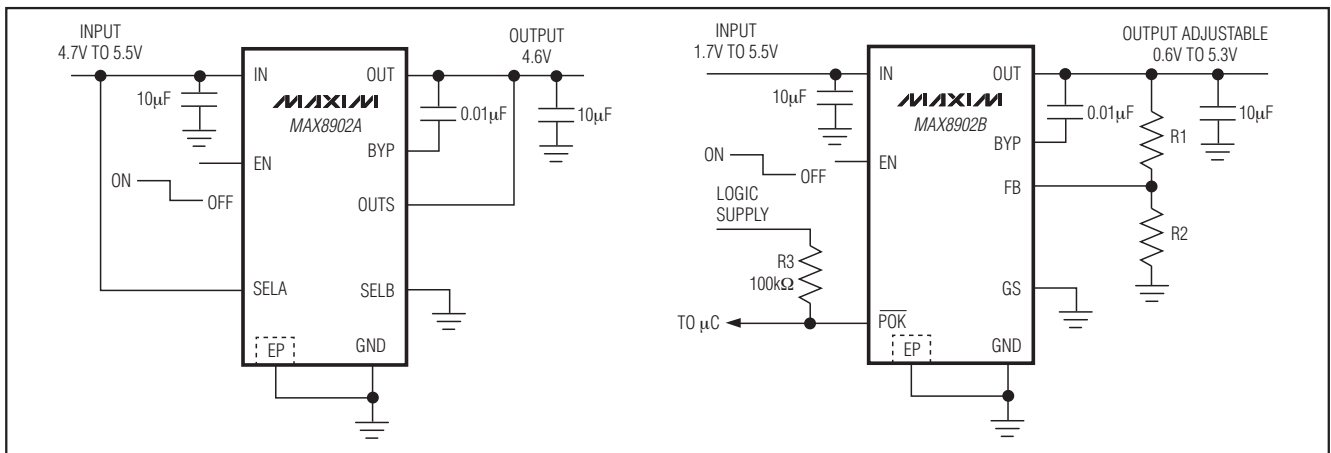 INPUT
4.7V TO 5.5V
OUTPUT
4.6V
IN
OUT
10µF
MAXIM
MAX8902A
0.01µF
10µF
BYP
EN
ON
OFF
OUTS
SELA
SELB
EP
GND
INPUT
1.7V TO 5.5V
OUTPUT ADJUSTABLE
0.6V TO 5.3V
IN
OUT
10µF
MAXIM
MAX8902B
0.01µF
10µF
R1
BYP
EN
ON
OFF
FB
LOGIC
SUPPLY
R2
R3
100kΩ
GS
TO µC
POK
EP
GND